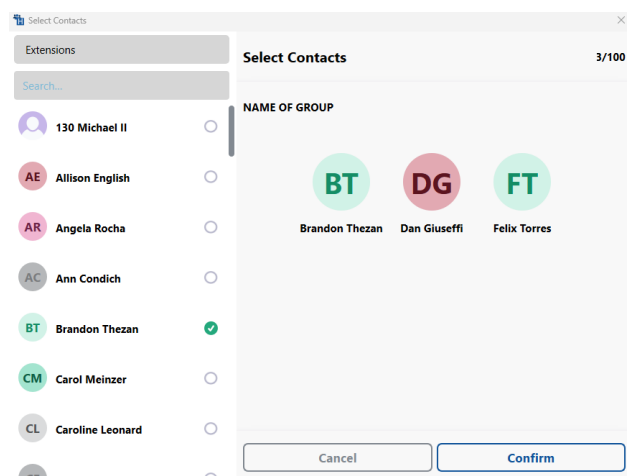 Select Contacts
Extensions
Search...
130 Michael II
AE Allison English
AR Angela Rocha
AC Ann Condich
BT Brandon Thezan
CM Carol Meinzer
CL Caroline Leonard
Select Contacts 3/100
NAME OF GROUP
BT DG FT
Brandon Thezan Dan Giuseffi Felix Torres
Cancel Confirm